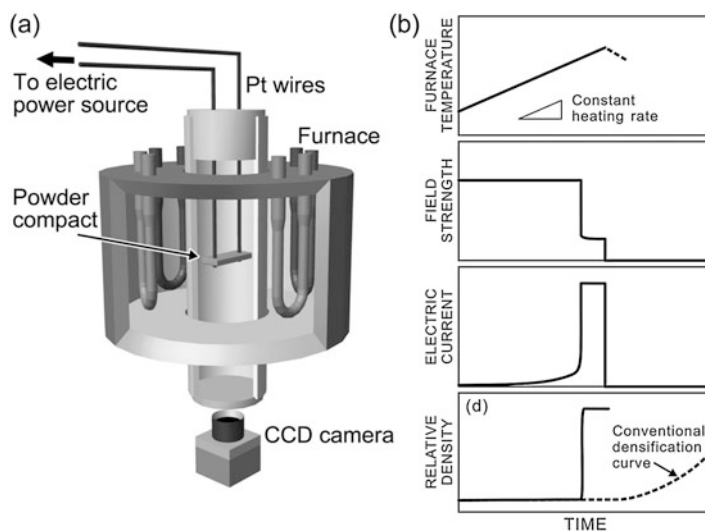 (a)
To electric
power source
Pt wires
Furnace
Powder
compact
CCD camera
(b)
FURNACE
TEMPERATURE
Constant
heating rate
FIELD
STRENGTH
ELECTRIC
CURRENT
(d)
RELATIVE
DENSITY
Conventional
densification
curve
TIME